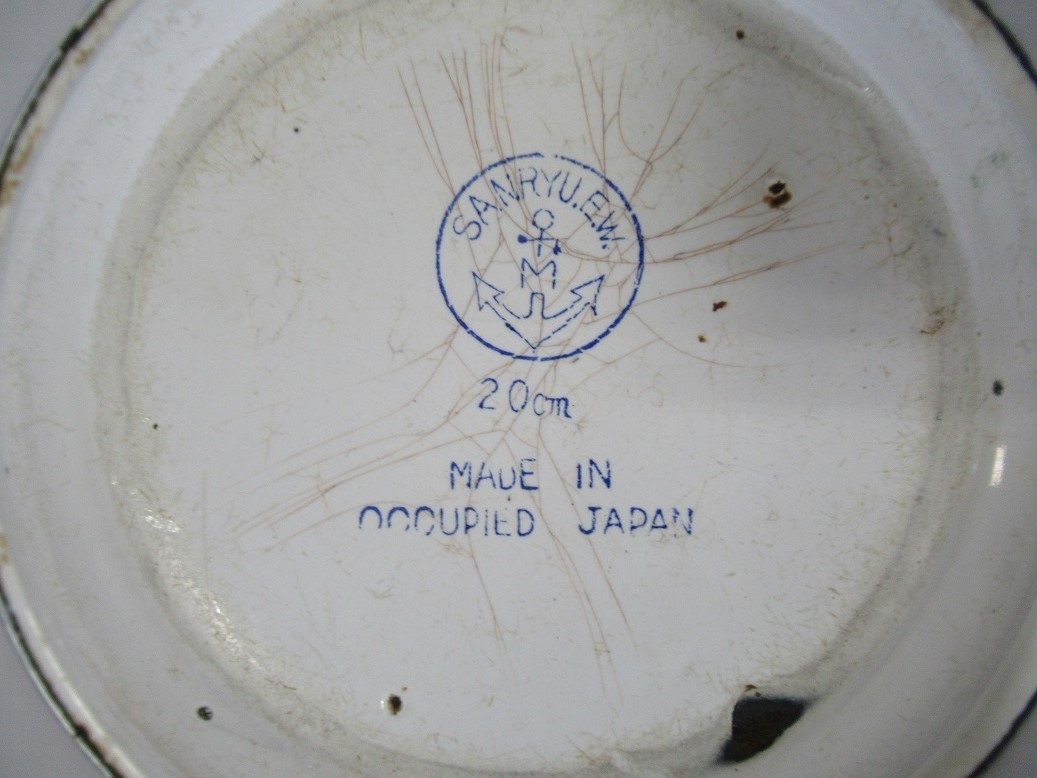 SANRYU.E.W.
M
20cm
MADE IN
OCCUPIED JAPAN